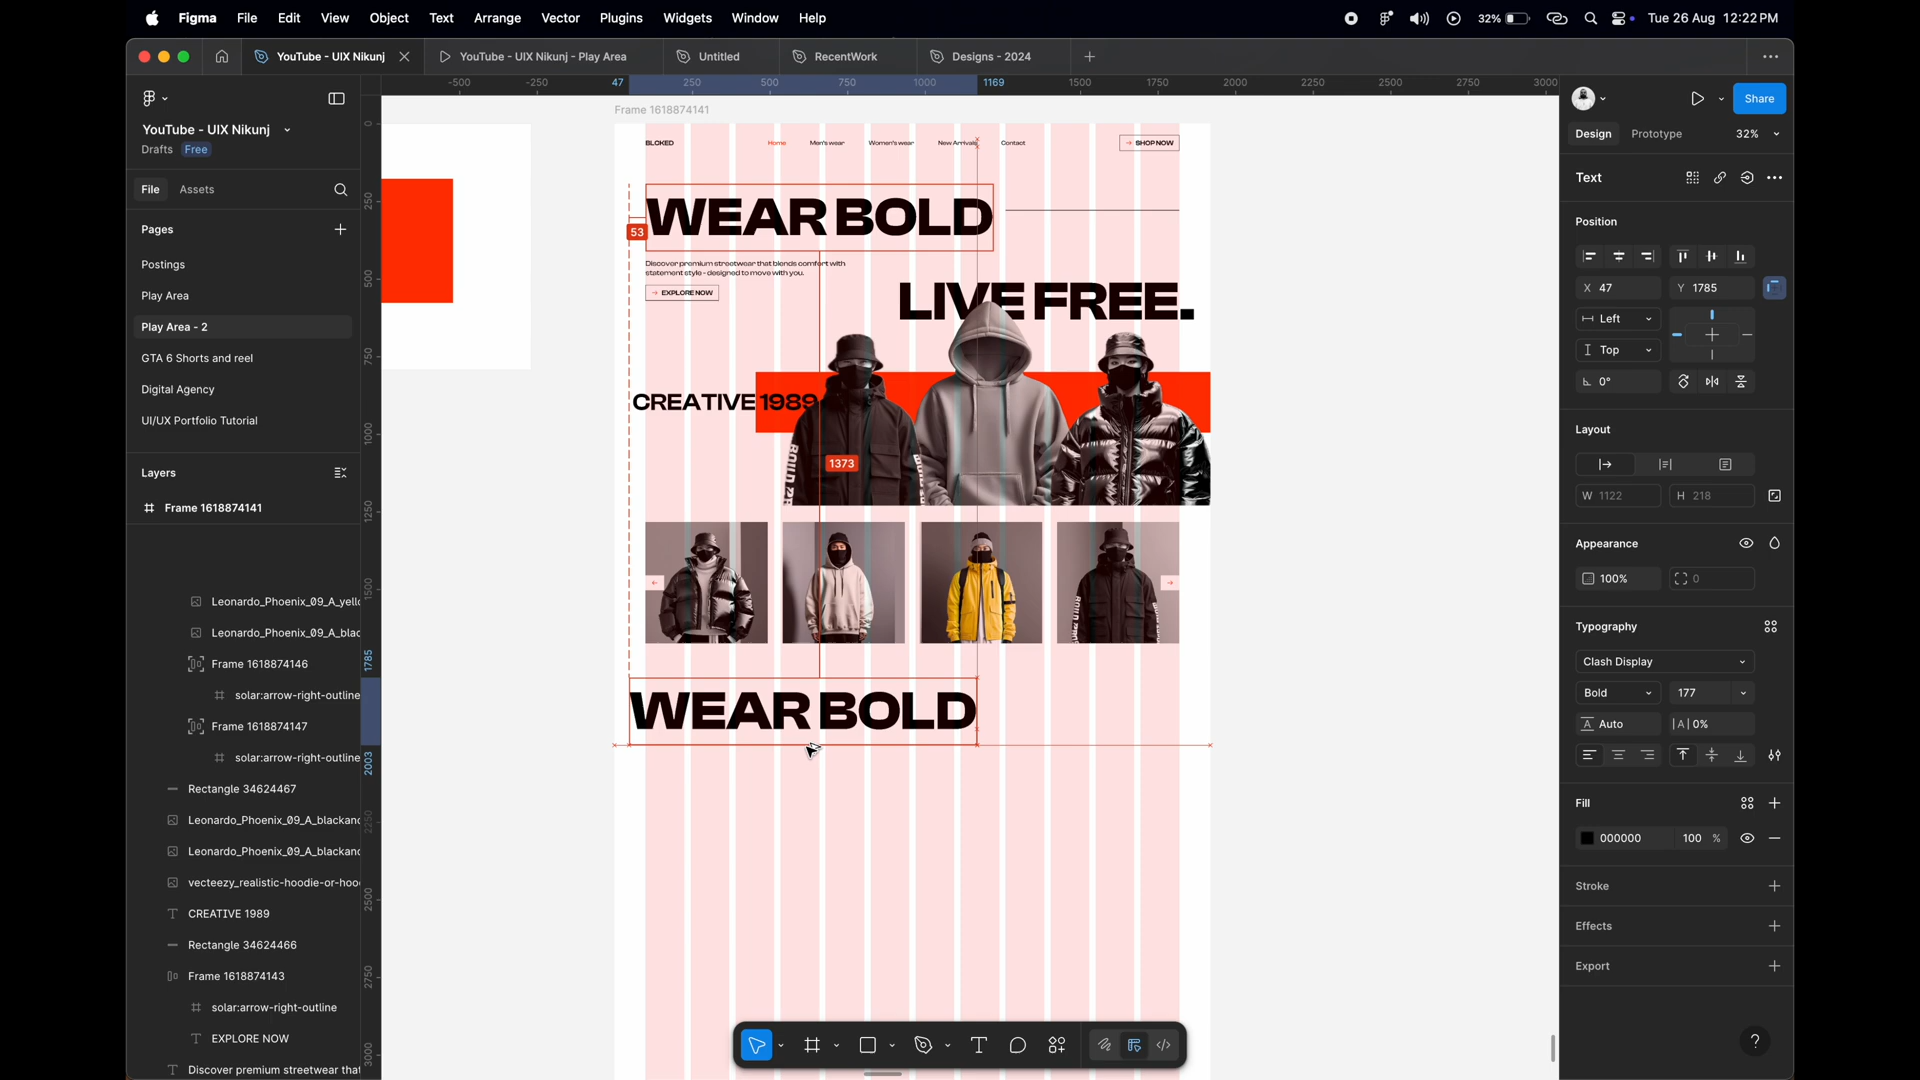 Figma File Edit View Object Text Arrange Vector Plugins Widgets Window Help
32% Tue 26 Aug 12:22 PM
YouTube - UIX Nikunj
YouTube - UIX Nikunj - Play Area
Untitled
RecentWork
Designs - 2024
YouTube - UIX Nikunj
Drafts Free
File Assets
Pages
Postings
Play Area
Play Area - 2
GTA 6 Shorts and reel
Digital Agency
UI/UX Portfolio Tutorial
Layers
Frame 1618874141
Leonardo_Phoenix_09_A_yell
Leonardo_Phoenix_09_A_blac
Frame 1618874146
solar:arrow-right-outline
Frame 1618874147
solar:arrow-right-outline
Rectangle 34624467
Leonardo_Phoenix_09_A_blackan
Leonardo_Phoenix_09_A_blackan
vecteezy_realistic-hoodie-or-hoo
CREATIVE 1989
Rectangle 34624466
Frame 1618874143
solar:arrow-right-outline
EXPLORE NOW
Discover premium streetwear that
-500 -250 47 250 500 750 1000 1169 1500 1750 2000 2250 2500 2750 3000
0
250
500
750
1000
1250
1500
1785
2003
2250
2500
2750
3000
Frame 1618874141
BLCKED Home Men's wear Women's wear New Arrivals Contact → SHOP NOW
WEAR BOLD
53
Discover premium streetwear that blends comfort with
statement style - designed to move with you.
→ EXPLORE NOW
LIVE FREE.
CREATIVE 1989
1373
WEAR BOLD
Share
Design Prototype 32%
Text
Position
X 47 Y 1785
Left
Top
0°
Layout
W 1122 H 218
Appearance
100% 0
Typography
Clash Display
Bold 177
Auto |A| 0%
Fill
000000 100 %
Stroke
Effects
Export
?